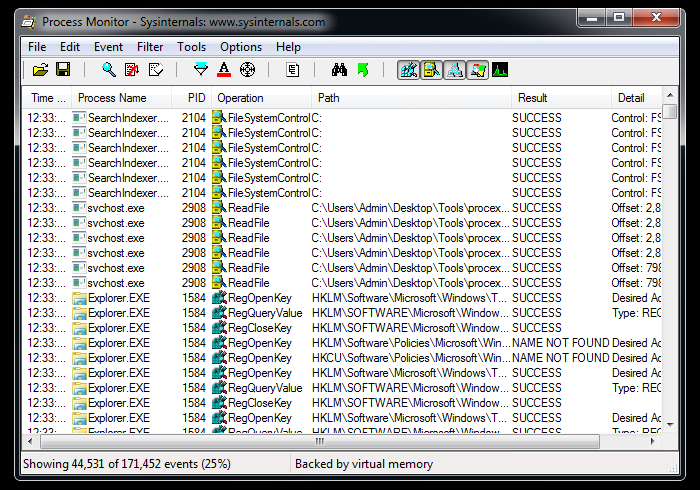 Process Monitor - Sysinternals: www.sysinternals.com
File Edit Event Filter Tools Options Help
Time ... Process Name PID Operation Path Result Detail
12:33:... SearchIndexer.... 2104 FileSystemControl C: SUCCESS Control: FS
12:33:... SearchIndexer.... 2104 FileSystemControl C: SUCCESS Control: FS
12:33:... SearchIndexer.... 2104 FileSystemControl C: SUCCESS Control: FS
12:33:... SearchIndexer.... 2104 FileSystemControl C: SUCCESS Control: FS
12:33:... SearchIndexer.... 2104 FileSystemControl C: SUCCESS Control: FS
12:33:... SearchIndexer.... 2104 FileSystemControl C: SUCCESS Control: FS
12:33:... svchost.exe 2908 ReadFile C:\Users\Admin\Desktop\Tools\procex... SUCCESS Offset: 2,8
12:33:... svchost.exe 2908 ReadFile C:\Users\Admin\Desktop\Tools\procex... SUCCESS Offset: 2,8
12:33:... svchost.exe 2908 ReadFile C:\Users\Admin\Desktop\Tools\procex... SUCCESS Offset: 2,8
12:33:... svchost.exe 2908 ReadFile C:\Users\Admin\Desktop\Tools\procex... SUCCESS Offset: 2,8
12:33:... svchost.exe 2908 ReadFile C:\Users\Admin\Desktop\Tools\procex... SUCCESS Offset: 798
12:33:... svchost.exe 2908 ReadFile C:\Users\Admin\Desktop\Tools\procex... SUCCESS Offset: 798
12:33:... Explorer.EXE 1584 RegOpenKey HKLM\Software\Microsoft\Windows\T... SUCCESS Desired Ac
12:33:... Explorer.EXE 1584 RegQueryValue HKLM\SOFTWARE\Microsoft\Window... SUCCESS Type: REG
12:33:... Explorer.EXE 1584 RegCloseKey HKLM\SOFTWARE\Microsoft\Window... SUCCESS
12:33:... Explorer.EXE 1584 RegOpenKey HKLM\Software\Policies\Microsoft\Win... NAME NOT FOUND Desired Ac
12:33:... Explorer.EXE 1584 RegOpenKey HKCU\Software\Policies\Microsoft\Win... NAME NOT FOUND Desired Ac
12:33:... Explorer.EXE 1584 RegOpenKey HKLM\Software\Microsoft\Windows\T... SUCCESS Desired Ac
12:33:... Explorer.EXE 1584 RegQueryValue HKLM\SOFTWARE\Microsoft\Window... SUCCESS Type: REG
12:33:... Explorer.EXE 1584 RegCloseKey HKLM\SOFTWARE\Microsoft\Window... SUCCESS
12:33:... Explorer.EXE 1584 RegOpenKey HKLM\Software\Microsoft\Windows\T... SUCCESS Desired Ac
12:33:... Explorer.EXE 1584 RegQueryValue HKLM\SOFTWARE\Microsoft\Window... SUCCESS Type: REG
Showing 44,531 of 171,452 events (25%) Backed by virtual memory